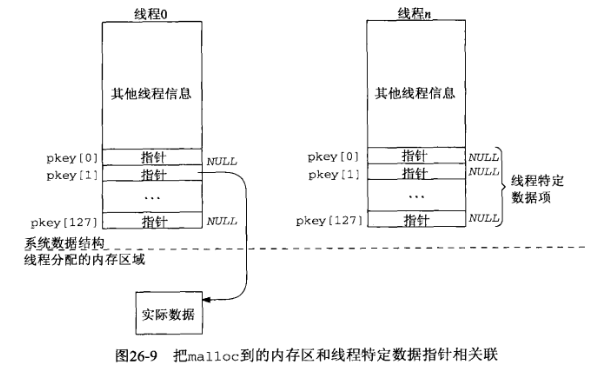 线程0
其他线程信息
pkey[0] 指针 NULL
pkey[1] 指针
...
pkey[127] 指针 NULL
线程n
其他线程信息
pkey[0] 指针 NULL
pkey[1] 指针 NULL
...
pkey[127] 指针 NULL
线程特定
数据项
系统数据结构
线程分配的内存区域
实际数据
图26-9 把malloc到的内存区和线程特定数据指针相关联